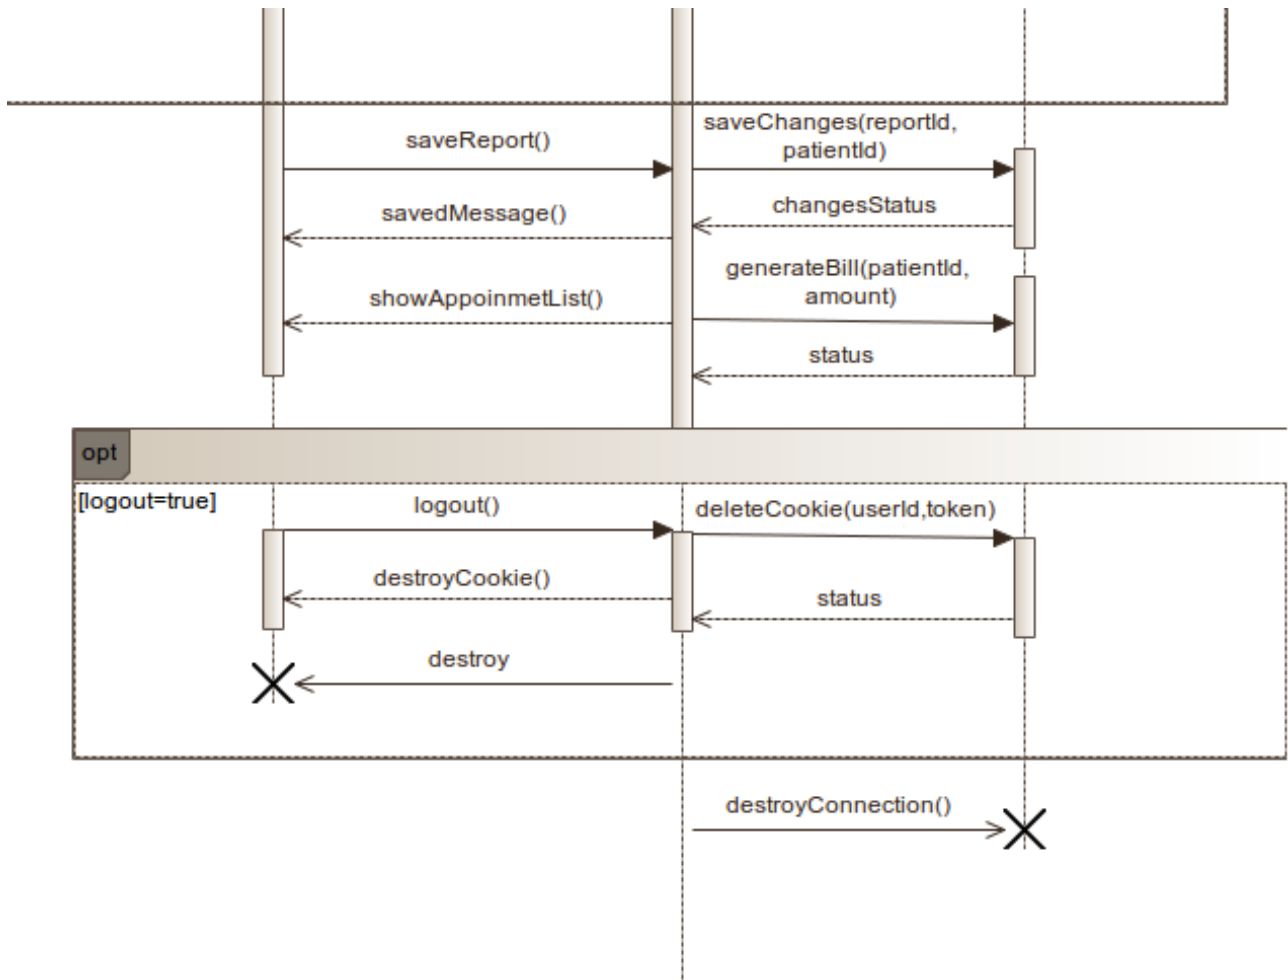 saveReport()
saveChanges(reportId,
patientId)
savedMessage()
changesStatus
generateBill(patientId,
amount)
showAppoinmetList()
status
opt
[logout=true]
logout()
deleteCookie(userId,token)
destroyCookie()
status
destroy
destroyConnection()